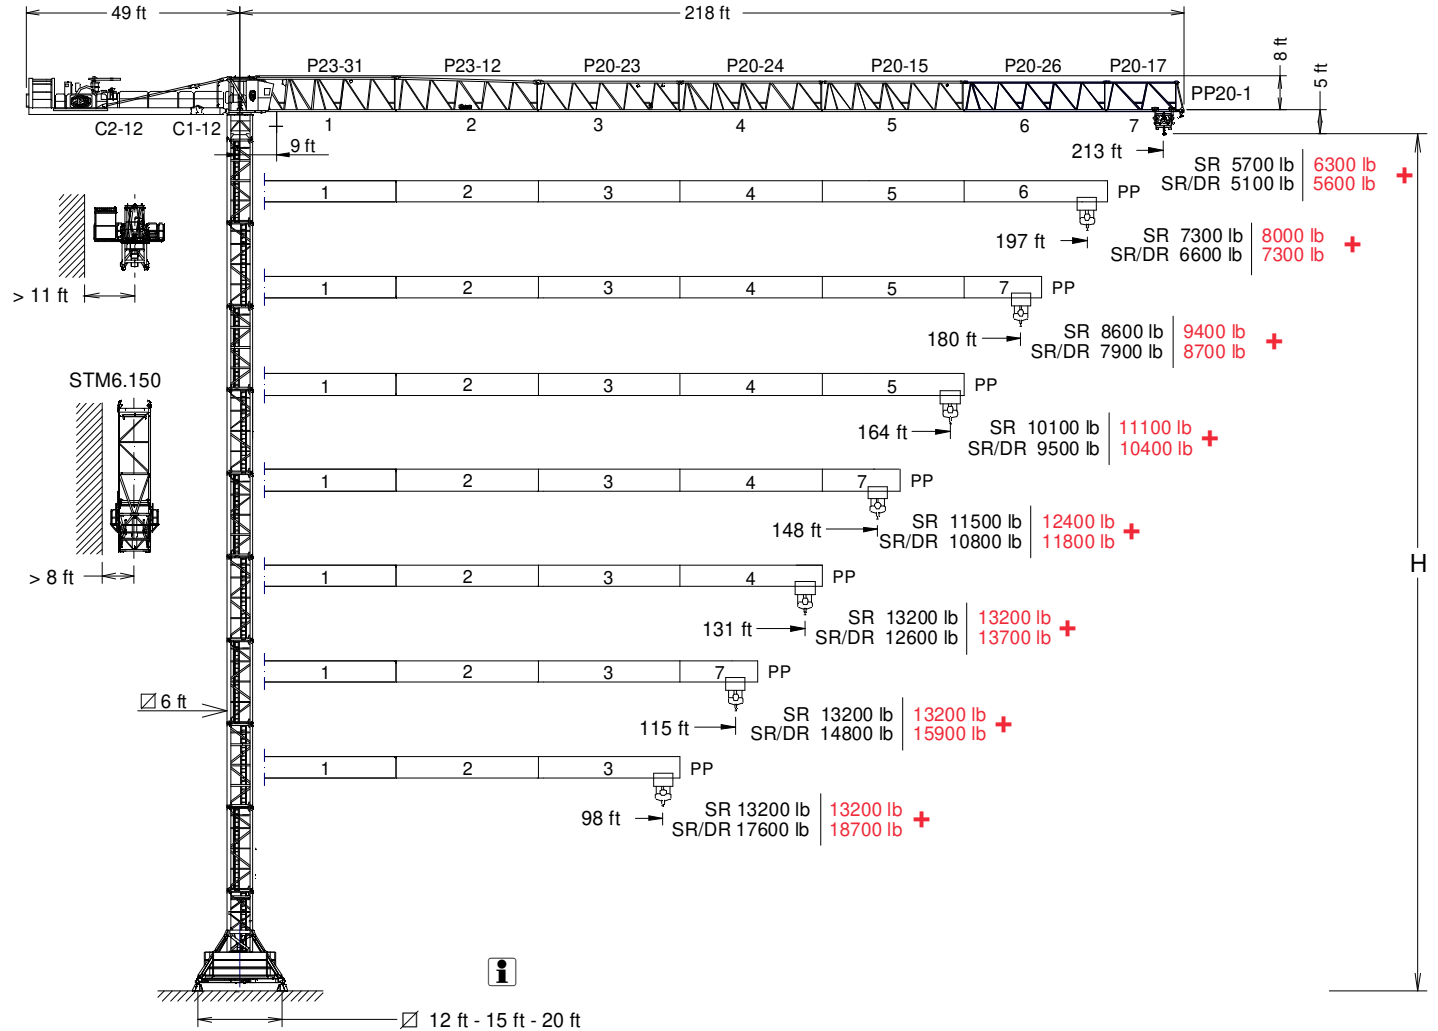 49 ft
218 ft
P23-31 P23-12 P20-23 P20-24 P20-15 P20-26 P20-17
8 ft
5 ft
PP20-1
C2-12 C1-12
1 2 3 4 5 6 7
9 ft
213 ft
SR 5700 lb 6300 lb +
SR/DR 5100 lb 5600 lb
1 2 3 4 5 6 PP
197 ft
SR 7300 lb 8000 lb +
SR/DR 6600 lb 7300 lb
> 11 ft
1 2 3 4 5 7 PP
180 ft
SR 8600 lb 9400 lb +
SR/DR 7900 lb 8700 lb
STM6.150
1 2 3 4 5 PP
164 ft
SR 10100 lb 11100 lb +
SR/DR 9500 lb 10400 lb
1 2 3 4 7 PP
148 ft
SR 11500 lb 12400 lb +
SR/DR 10800 lb 11800 lb
> 8 ft
1 2 3 4 PP
H
131 ft
SR 13200 lb 13200 lb +
SR/DR 12600 lb 13700 lb
1 2 3 7 PP
6 ft
115 ft
SR 13200 lb 13200 lb +
SR/DR 14800 lb 15900 lb
1 2 3 PP
98 ft
SR 13200 lb 13200 lb +
SR/DR 17600 lb 18700 lb
i
12 ft - 15 ft - 20 ft